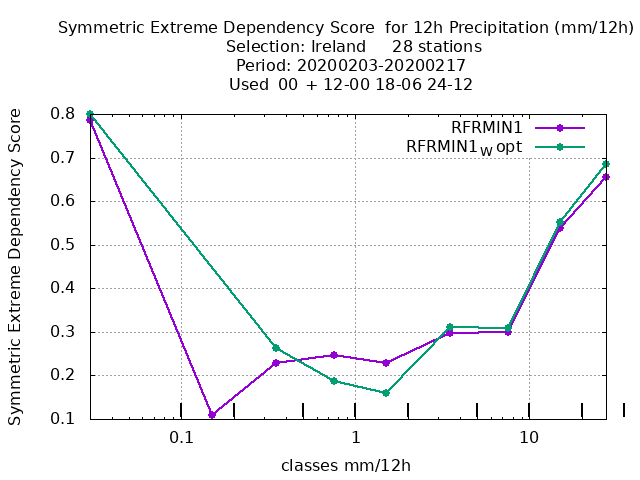 Symmetric Extreme Dependency Score  for 12h Precipitation (mm/12h)
Selection: Ireland     28 stations
Period: 20200203-20200217
Used  00  + 12-00 18-06 24-12
RFRMIN1
RFRMIN1W opt
Symmetric Extreme Dependency Score
0.8
0.7
0.6
0.5
0.4
0.3
0.2
0.1
0.1
1
10
classes mm/12h